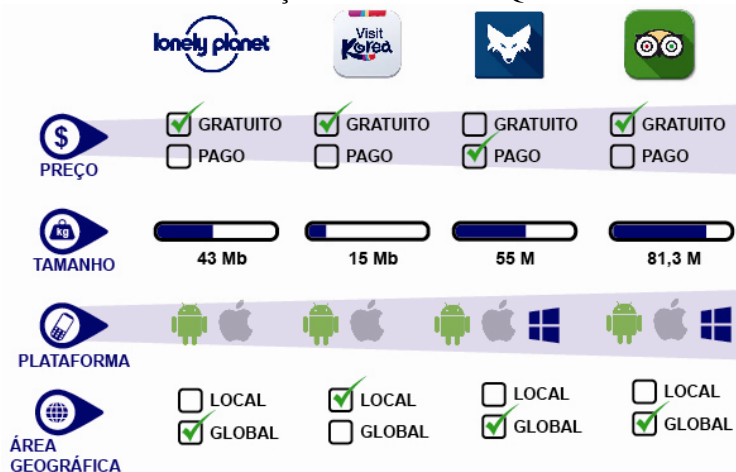 lonely planet
Visit
Korea
$
PREÇO
GRATUITO
PAGO
GRATUITO
PAGO
GRATUITO
PAGO
GRATUITO
PAGO
kg
TAMANHO
43 Mb
15 Mb
55 M
81,3 M
PLATAFORMA
ÁREA
GEOGRÁFICA
LOCAL
GLOBAL
LOCAL
GLOBAL
LOCAL
GLOBAL
LOCAL
GLOBAL